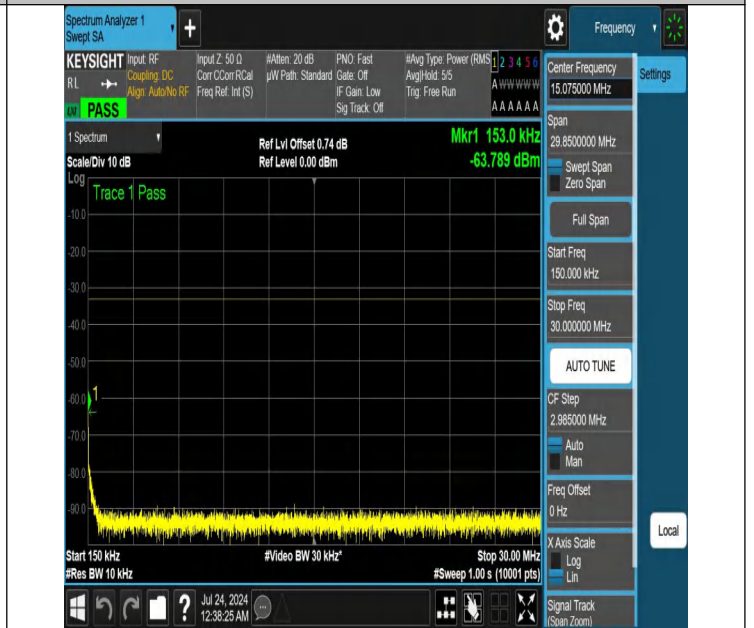 Spectrum Analyzer 1
Swept SA
+
Frequency
KEYSIGHT
RL
PASS
Input: RF
Coupling: DC
Align: Auto/No RF
Input Z: 50 Ω
Corr CCorr RCal
Freq Ref: Int (S)
#Atten: 20 dB
µW Path: Standard
PNO: Fast
Gate: Off
IF Gain: Low
Sig Track: Off
#Avg Type: Power (RMS
Avg|Hold: 5/5
Trig: Free Run
1 2 3 4 5 6
A W W W W W
A A A A A A
1 Spectrum
Scale/Div 10 dB
Ref Lvl Offset 0.74 dB
Ref Level 0.00 dBm
Mkr1 153.0 kHz
-63.789 dBm
Log
Trace 1 Pass
-10.0
-20.0
-30.0
-40.0
-50.0
-60.0
1
-70.0
-80.0
-90.0
Start 150 kHz
#Res BW 10 kHz
#Video BW 30 kHz*
Stop 30.00 MHz
#Sweep 1.00 s (10001 pts)
Center Frequency
15.075000 MHz
Settings
Span
29.8500000 MHz
Swept Span
Zero Span
Full Span
Start Freq
150.000 kHz
Stop Freq
30.000000 MHz
AUTO TUNE
CF Step
2.985000 MHz
Auto
Man
Freq Offset
0 Hz
X Axis Scale
Log
Lin
Local
Signal Track
(Span Zoom)
?
Jul 24, 2024
12:38:25 AM